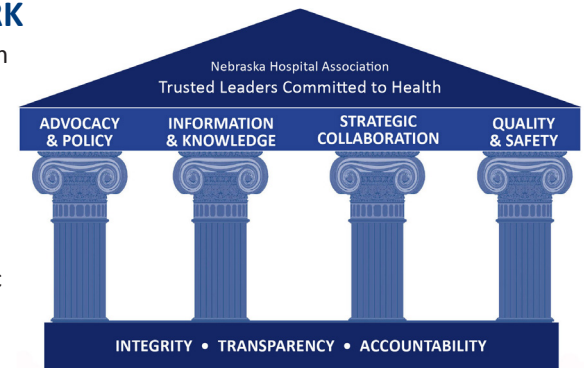 RK
Nebraska Hospital Association
Trusted Leaders Committed to Health
ADVOCACY
& POLICY
INFORMATION
& KNOWLEDGE
STRATEGIC
COLLABORATION
QUALITY
& SAFETY
INTEGRITY • TRANSPARENCY • ACCOUNTABILITY